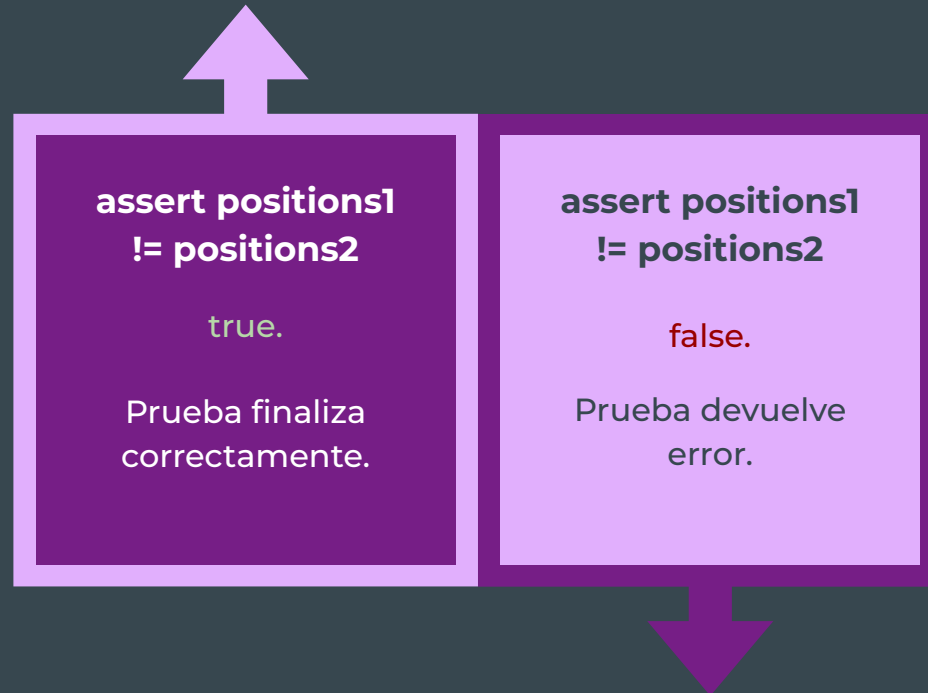 assert positions1
!= positions2
true.
Prueba finaliza
correctamente.
assert positions1
!= positions2
false.
Prueba devuelve
error.